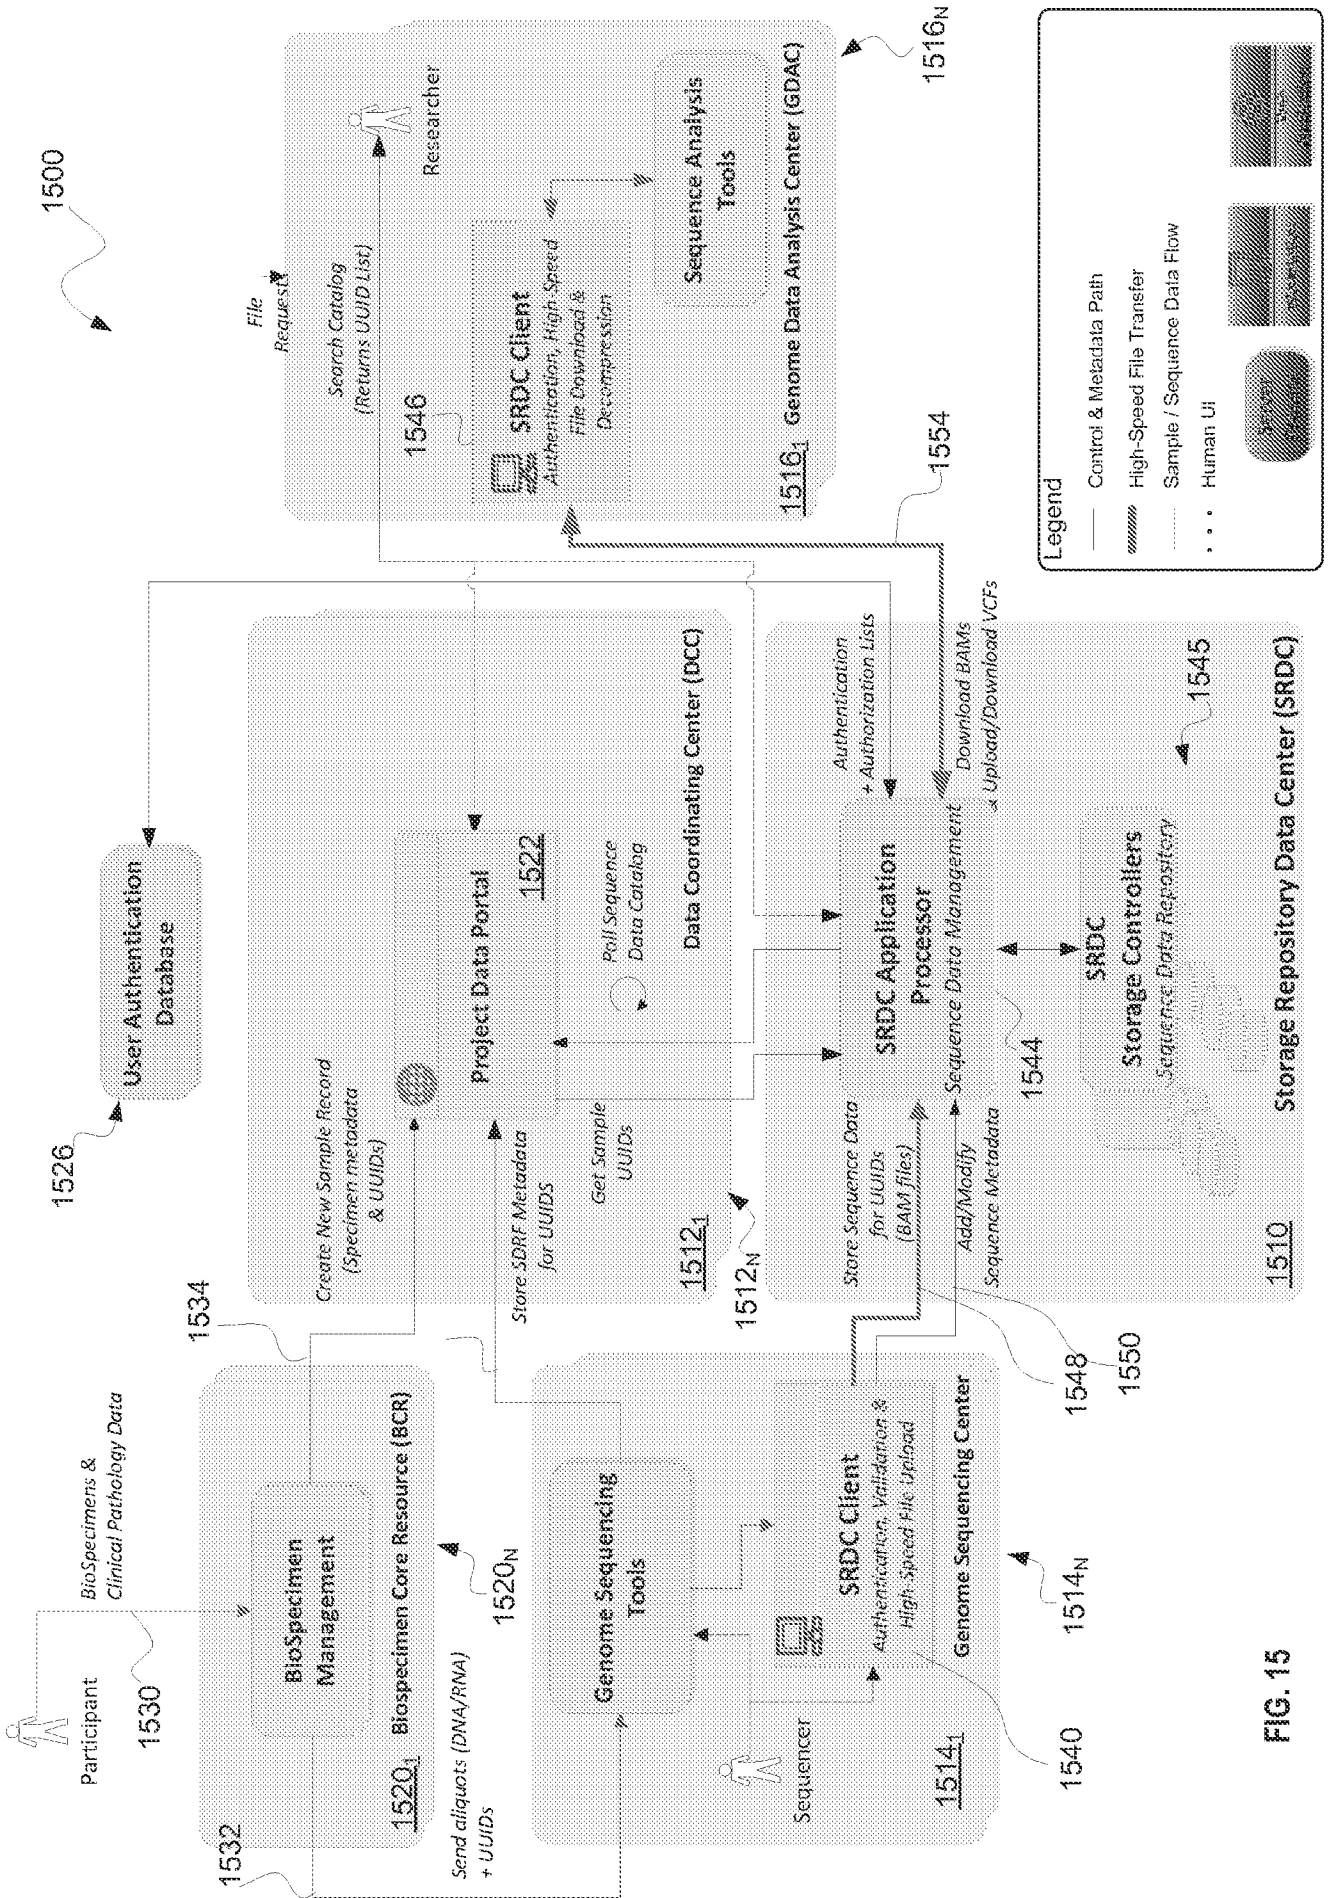 1500
Participant
1530
BioSpecimens &
Clinical Pathology Data
BioSpecimen
Management
1520₁ Biospecimen Core Resource (BCR)
1520N
1532
Send aliquots (DNA/RNA)
+ UUIDs
1534
Create New Sample Record
(Specimen metadata
& UUIDs)
Genome Sequencing
Tools
Sequencer
SRDC Client
Authentication, Validation &
High Speed File Upload
1514₁
Genome Sequencing Center
1514N
1540
1526
User Authentication
Database
Project Data Portal
1522
Store SDRF Metadata
for UUIDS
Get Sample
UUIDs
Poll Sequence
Data Catalog
1512₁
Data Coordinating Center (DCC)
1512N
Store Sequence Data
for UUIDs
(BAM files)
Add/Modify
Sequence Metadata
1548
1550
SRDC Application
Processor
Sequence Data Management
1544
Authentication
+ Authorization Lists
Download BAMs
& Upload/Download VCFs
SRDC
Storage Controllers
Sequence Data Repository
1545
1510
Storage Repository Data Center (SRDC)
File
Requests
Search Catalog
(Returns UUID List)
Researcher
1546
SRDC Client
Authentication, High Speed
File Download &
Decompression
Sequence Analysis
Tools
1516₁ Genome Data Analysis Center (GDAC)
1516N
1554
Legend
Control & Metadata Path
High-Speed File Transfer
Sample / Sequence Data Flow
Human UI
FIG. 15